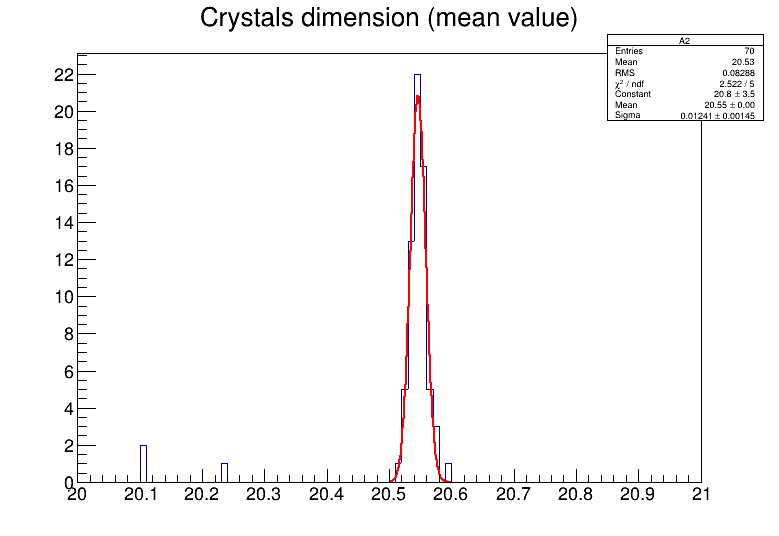 Crystals dimension (mean value)
A2
Entries 70
Mean 20.53
RMS 0.08288
χ² / ndf 2.522 / 5
Constant 20.8 ± 3.5
Mean 20.55 ± 0.00
Sigma 0.01241 ± 0.00145
22
20
18
16
14
12
10
8
6
4
2
0
20 20.1 20.2 20.3 20.4 20.5 20.6 20.7 20.8 20.9 21